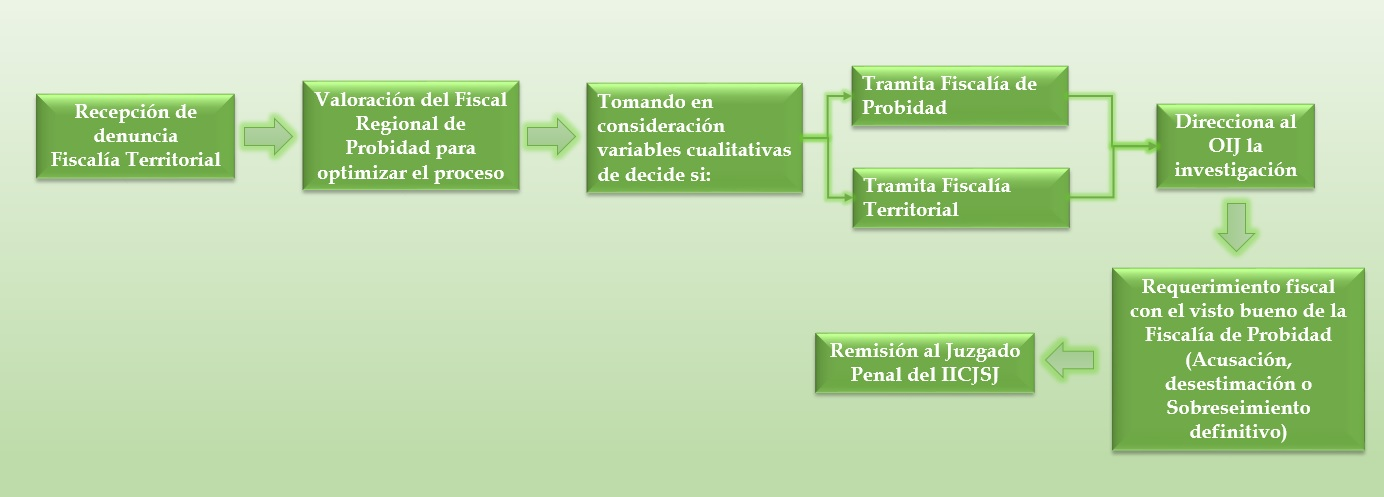 Recepción de
denuncia
Fiscalía Territorial
Valoración del Fiscal
Regional de
Probidad para
optimizar el proceso
Tomando en
consideración
variables cualitativas
de decide si:
Tramita Fiscalía de
Probidad
Tramita Fiscalía
Territorial
Direcciona al
OIJ la
investigación
Requerimiento fiscal
con el visto bueno de la
Fiscalía de Probidad
(Acusación,
desestimación o
Sobreseimiento
definitivo)
Remisión al Juzgado
Penal del IICJSJ